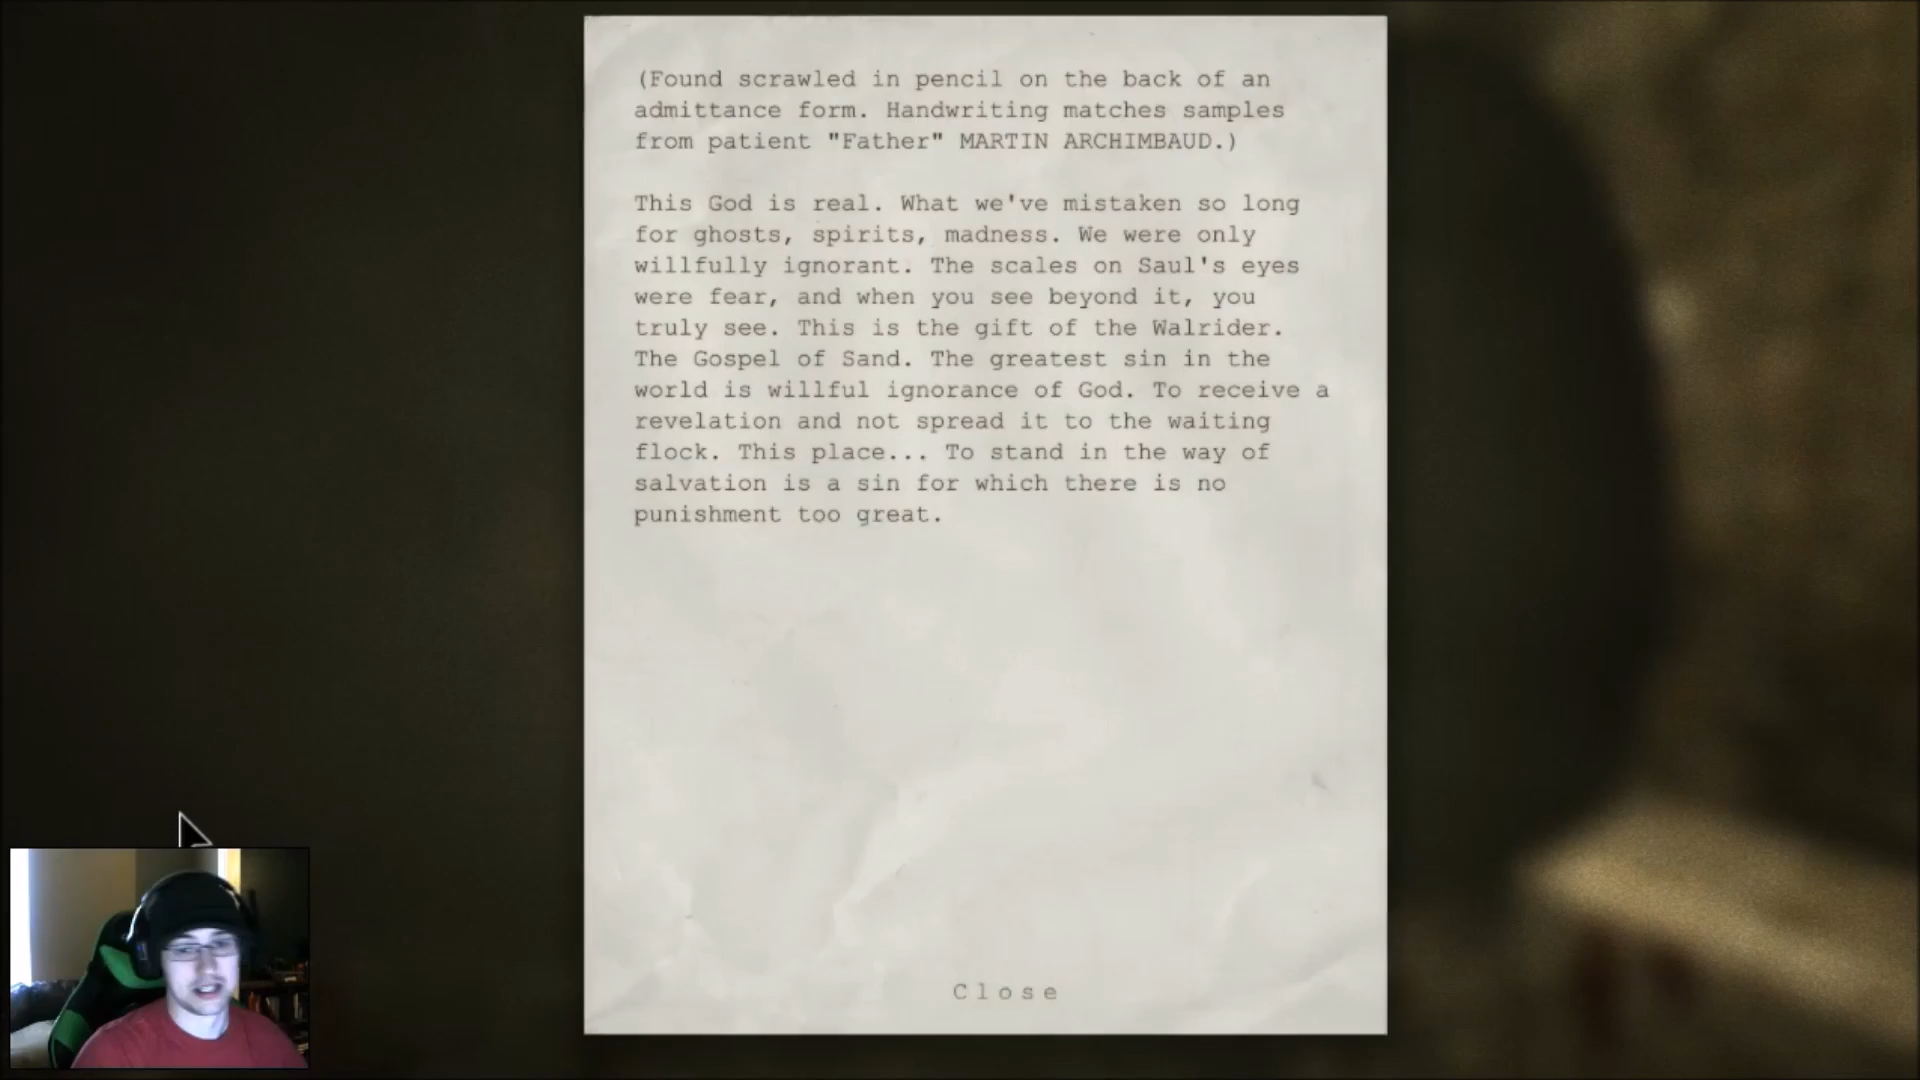 (Found scrawled in pencil on the back of an
admittance form. Handwriting matches samples
from patient "Father" MARTIN ARCHIMBAUD.)
This God is real. What we've mistaken so long
for ghosts, spirits, madness. We were only
willfully ignorant. The scales on Saul's eyes
were fear, and when you see beyond it, you
truly see. This is the gift of the Walrider.
The Gospel of Sand. The greatest sin in the
world is willful ignorance of God. To receive a
revelation and not spread it to the waiting
flock. This place... To stand in the way of
salvation is a sin for which there is no
punishment too great.
Close